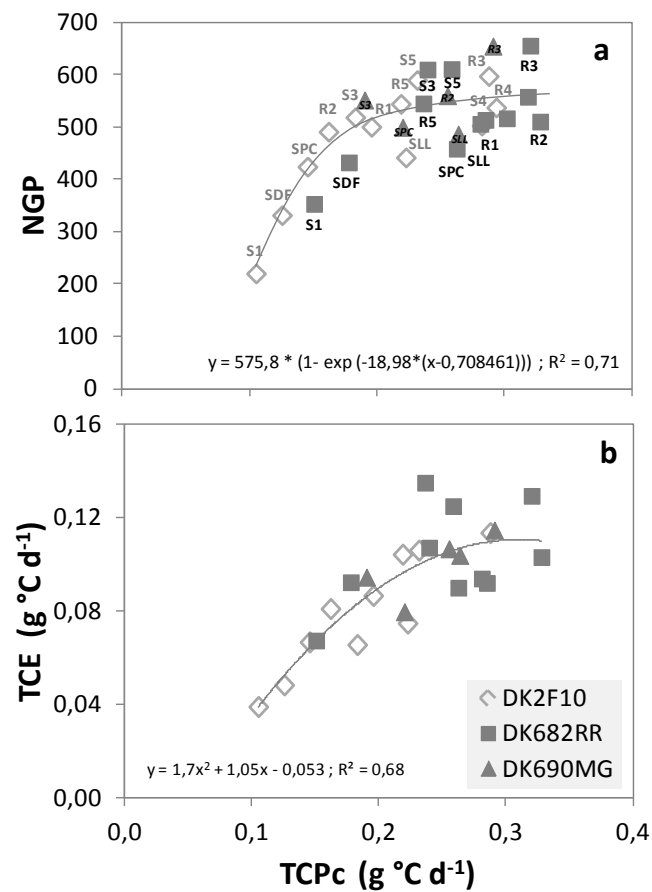 700
600
500
400
300
200
100
0
NGP
a
S5
R3
R3
R3
S3
S5
S3
S3
R5
R2
R4
S4
R2
R1
R5
R1
R2
SPC
SPC
SLL
SLL
SLL
SPC
SDF
SDF
S1
S1
y = 575,8 * (1- exp (-18,98*(x-0,708461))) ; R² = 0,71
0,16
0,12
0,08
0,04
0,00
TCE (g °C d-1)
b
DK2F10
DK682RR
DK690MG
y = 1,7x² + 1,05x - 0,053 ; R² = 0,68
0,0 0,1 0,2 0,3 0,4
TCPc (g °C d-1)